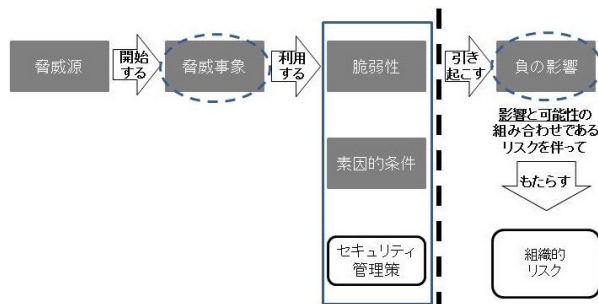 脅威源
開始
する
脅威事象
利用
する
脆弱性
引き
起こす
負の影響
影響と可能性の
組み合わせである
リスクを伴って
素因的条件
もたらす
セキュリティ
管理策
組織的
リスク